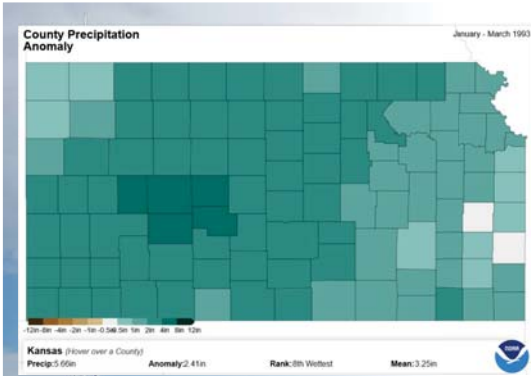 County Precipitation
Anomaly
January - March 1993
-12in -8in -4in -2in -1in -0.5in 0.5in 1in 2in 4in 8in 12in
Kansas (Hover over a County)
Precip:5.66in Anomaly:2.41in Rank:8th Wettest Mean:3.25in